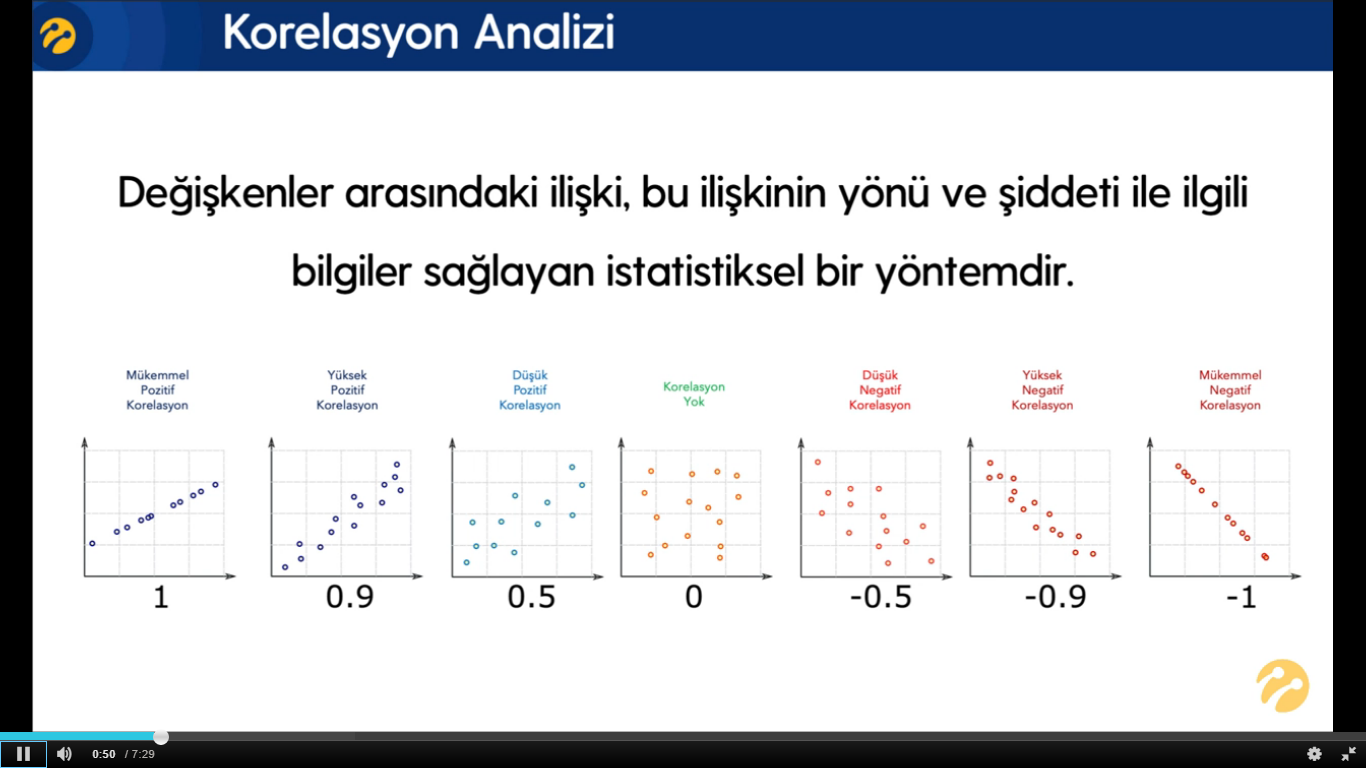 Korelasyon Analizi
Değişkenler arasındaki ilişki, bu ilişkinin yönü ve şiddeti ile ilgili
bilgiler sağlayan istatistiksel bir yöntemdir.
Mükemmel
Pozitif
Korelasyon
Yüksek
Pozitif
Korelasyon
Düşük
Pozitif
Korelasyon
Korelasyon
Yok
Düşük
Negatif
Korelasyon
Yüksek
Negatif
Korelasyon
Mükemmel
Negatif
Korelasyon
1
0.9
0.5
0
-0.5
-0.9
-1
0:50 / 7:29